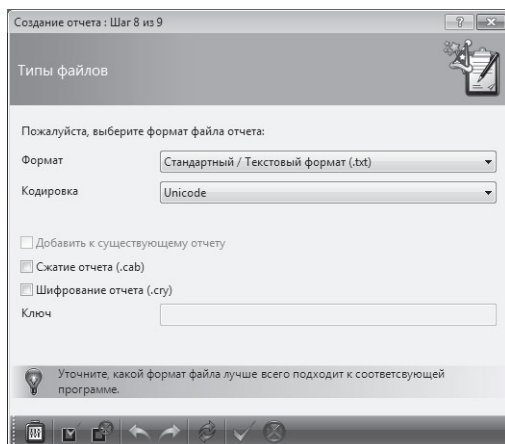 Создание отчета : Шаг 8 из 9
Типы файлов
Пожалуйста, выберите формат файла отчета:
Формат
Стандартный / Текстовый формат (.txt)
Кодировка
Unicode
Добавить к существующему отчету
Сжатие отчета (.cab)
Шифрование отчета (.cry)
Ключ
Уточните, какой формат файла лучше всего подходит к соответсвующей
программе.